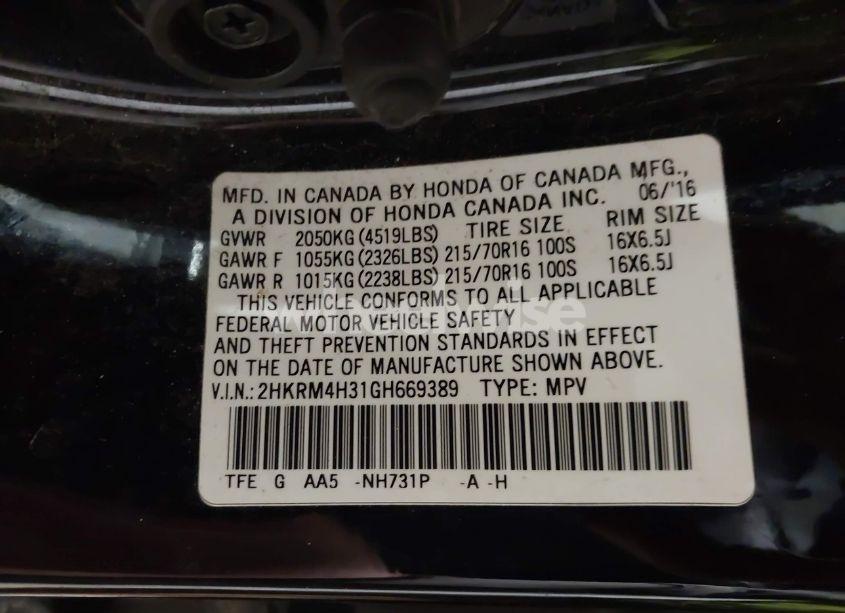 MFD. IN CANADA BY HONDA OF CANADA MFG.,
A DIVISION OF HONDA CANADA INC. 06/'16
GVWR 2050KG (4519LBS) TIRE SIZE RIM SIZE
GAWR F 1055KG (2326LBS) 215/70R16 100S 16X6.5J
GAWR R 1015KG (2238LBS) 215/70R16 100S 16X6.5J
THIS VEHICLE CONFORMS TO ALL APPLICABLE
FEDERAL MOTOR VEHICLE SAFETY
AND THEFT PREVENTION STANDARDS IN EFFECT
ON THE DATE OF MANUFACTURE SHOWN ABOVE.
V.I.N.: 2HKRM4H31GH669389 TYPE: MPV
TFE G AA5 -NH731P -A -H